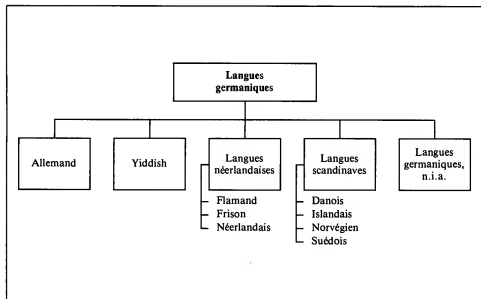 Langues
germaniques
Allemand
Yiddish
Langues
néerlandaises
Flamand
Frison
Néerlandais
Langues
scandinaves
Danois
Islandais
Norvégien
Suédois
Langues
germaniques,
n.i.a.